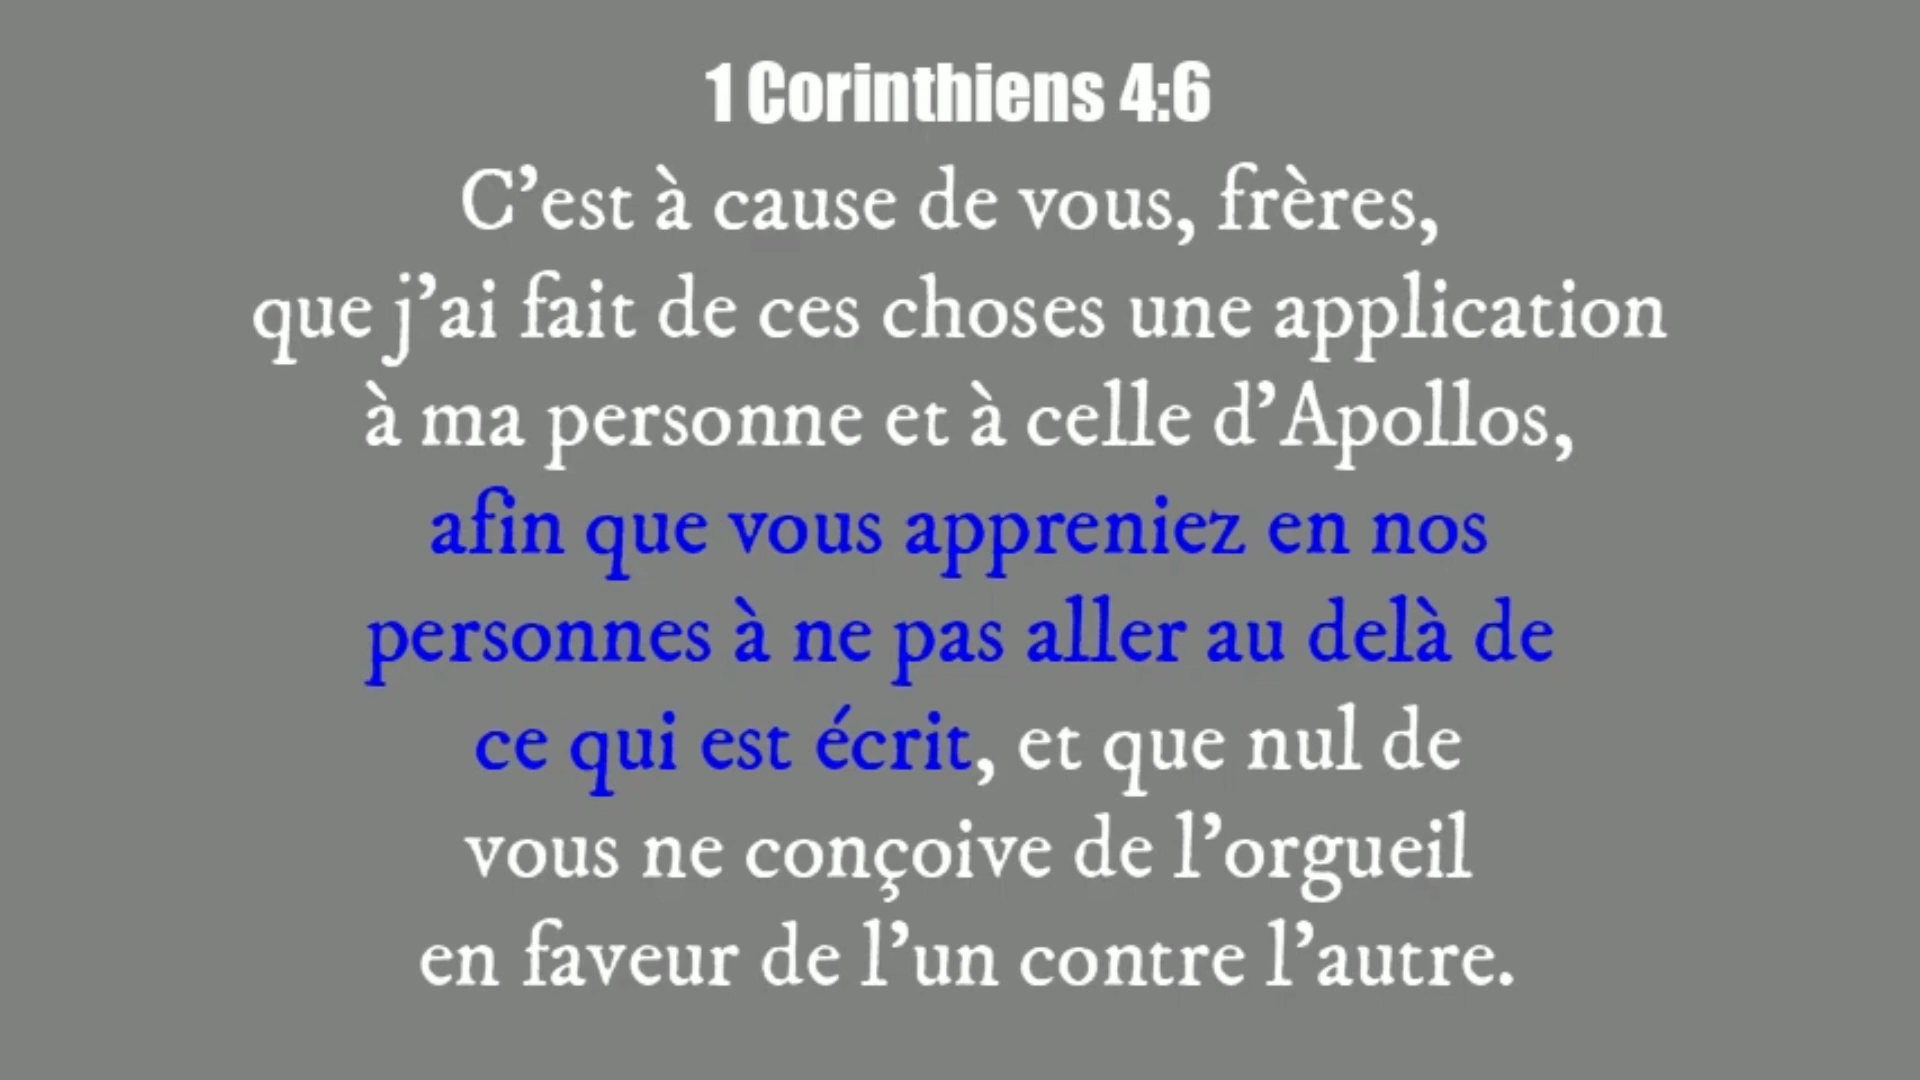 1 Corinthiens 4:6
C’est à cause de vous, frères,
que j’ai fait de ces choses une application
à ma personne et à celle d’Apollos,
afin que vous appreniez en nos
personnes à ne pas aller au delà de
ce qui est écrit, et que nul de
vous ne conçoive de l’orgueil
en faveur de l’un contre l’autre.